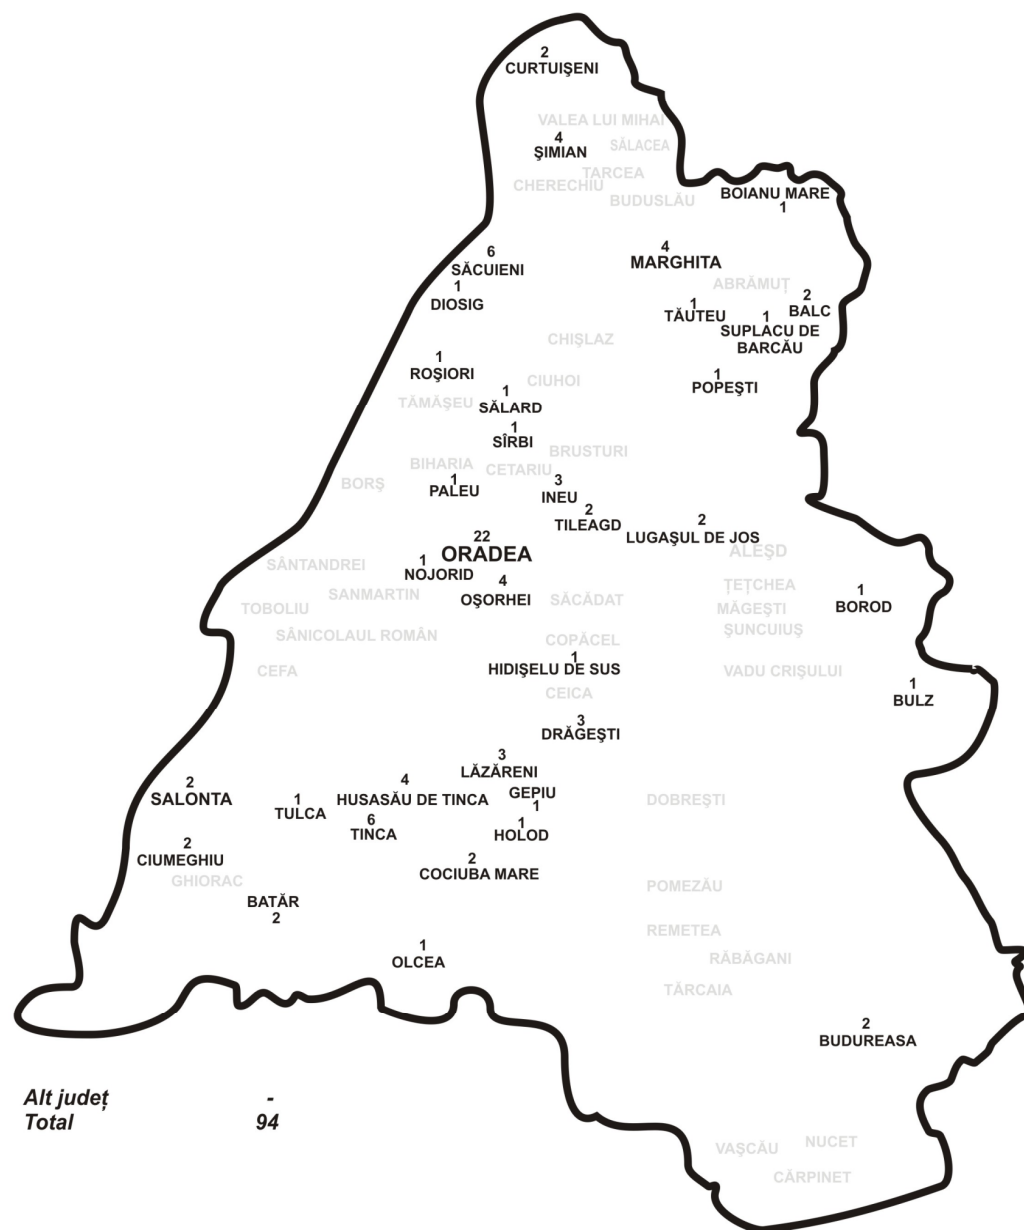 2
CURTUIŞENI
VALEA LUI MIHAI
4
ŞIMIAN
SĂLACEA
TARCEA
CHERECHIU
BUDUSLĂU
BOIANU MARE
1
6
SĂCUIENI
4
MARGHITA
1
DIOSIG
ABRĂMUȚ
2
BALC
1
TĂUTEU
1
SUPLACU DE
BARCĂU
CHIŞLAZ
1
ROŞIORI
CIUHOI
1
POPEŞTI
TĂMĂŞEU
1
SĂLARD
1
SÎRBI
BRUSTURI
BIHARIA
CETARIU
BORŞ
1
PALEU
3
INEU
2
TILEAGD
2
LUGAŞUL DE JOS
22
ORADEA
ALEŞD
SÂNTANDREI
1
NOJORID
4
OŞORHEI
SANMARTIN
SĂCĂDAT
ȚEȚCHEA
1
BOROD
TOBOLIU
MĂGEŞTI
SÂNICOLAUL ROMÂN
COPĂCEL
ŞUNCUIUŞ
CEFA
1
HIDIŞELU DE SUS
VADU CRIŞULUI
CEICA
1
BULZ
3
DRĂGEŞTI
3
LĂZĂRENI
2
SALONTA
1
TULCA
4
HUSASĂU DE TINCA
GEPIU
1
DOBREŞTI
6
TINCA
1
HOLOD
2
CIUMEGHIU
2
COCIUBA MARE
GHIORAC
POMEZĂU
BATĂR
2
REMETEA
1
OLCEA
RĂBĂGANI
TĂRCAIA
2
BUDUREASA
Alt județ -
Total 94
VAŞCĂU
NUCET
CĂRPINET